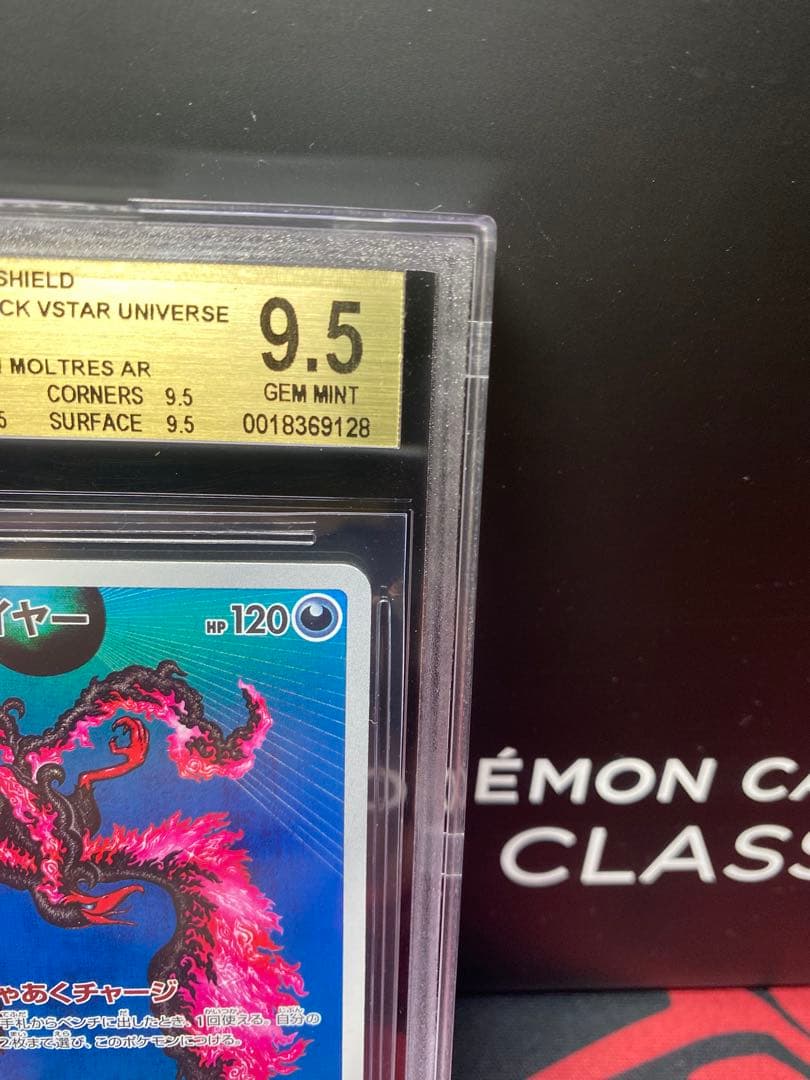 SHIELD
CK VSTAR UNIVERSE
9.5
MOLTRES AR
CORNERS 9.5
GEM MINT
5 SURFACE 9.5
0018369128
イヤー
HP 120
ÉMON CA
CLASS
ゃあくチャージ
手札からベンチに出したとき、1回使える。自分の
2枚まで選び、このポケモンにつける。